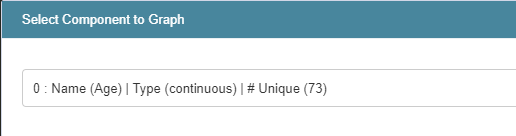 Select Component to Graph
0 : Name (Age) | Type (continuous) | # Unique (73)